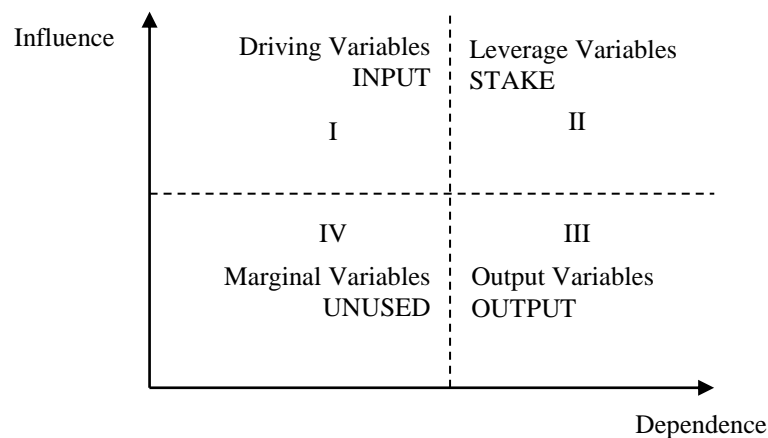 Influence
Driving Variables
INPUT
I
Leverage Variables
STAKE
II
IV
Marginal Variables
UNUSED
III
Output Variables
OUTPUT
Dependence